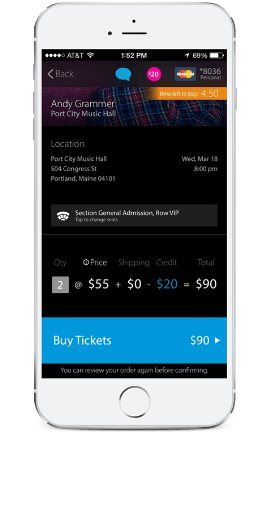 AT&T 1:52 PM 69%
Back $20 MasterCard *8036
Personal
time left to buy: 4:50
Andy Grammer
Port City Music Hall
Location
Port City Music Hall Wed, Mar 18
504 Congress St 8:00 pm
Portland, Maine 04101
Section General Admission, Row VIP
Tap to change seats
Qty Price Shipping Credit Total
2 @ $55 + $0 - $20 = $90
Buy Tickets $90
You can review your order again before confirming.